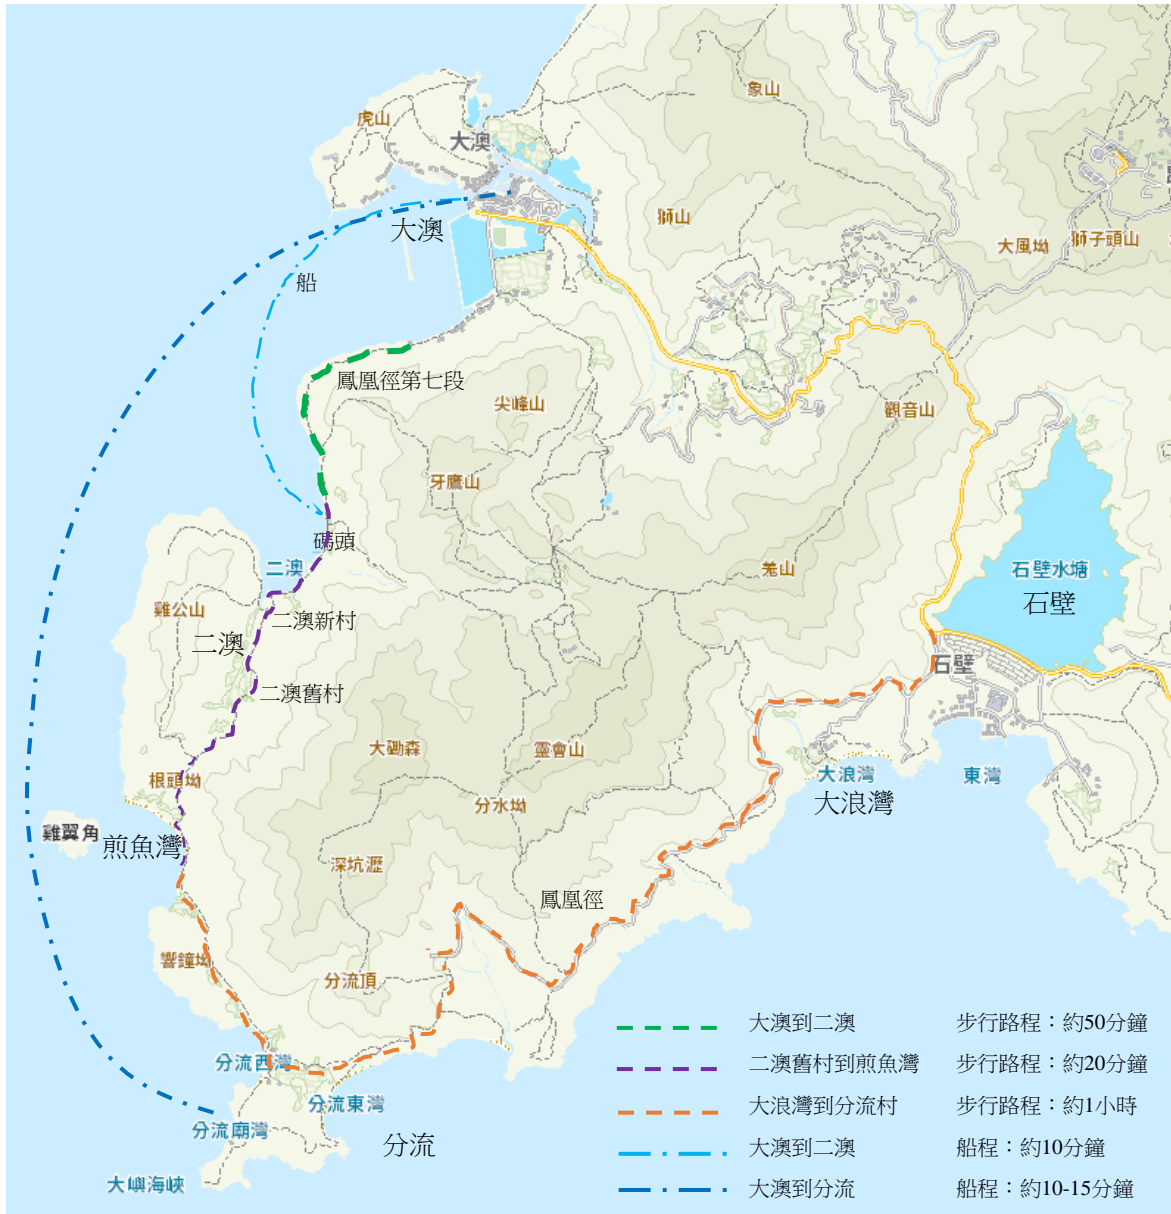 象山
虎山
大澳
獅山
大澳
大風坳
獅子頭山
船
鳳凰徑第七段
尖峰山
觀音山
牙鷹山
碼頭
二澳
羗山
石壁水塘
石壁
雞公山
二澳新村
二澳
石壁
二澳舊村
大磡森
靈會山
大浪灣
東灣
根頭坳
分水坳
大浪灣
雞翼角
煎魚灣
深坑瀝
鳳凰徑
響鐘坳
分流頂
大澳到二澳 步行路程：約50分鐘
分流西灣
二澳舊村到煎魚灣 步行路程：約20分鐘
分流東灣
大浪灣到分流村 步行路程：約1小時
分流廟灣
分流
大澳到二澳 船程：約10分鐘
大嶼海峽
大澳到分流 船程：約10-15分鐘